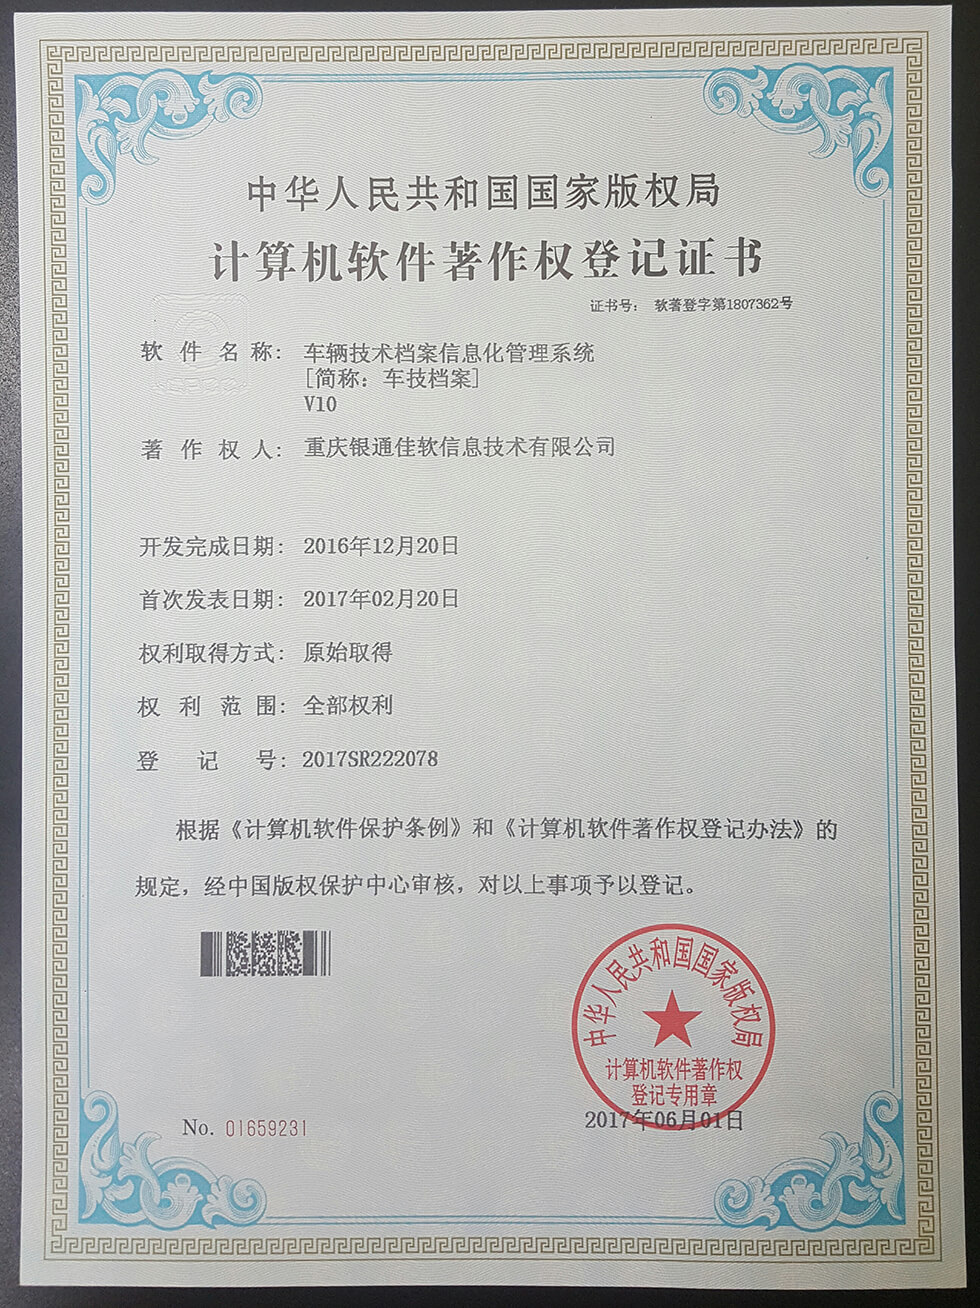 中华人民共和国国家版权局
计算机软件著作权登记证书
证书号： 软著登字第1807362号
软件名称： 车辆技术档案信息化管理系统
[简称：车技档案]
V10
著作权人： 重庆银通佳软信息技术有限公司
开发完成日期： 2016年12月20日
首次发表日期： 2017年02月20日
权利取得方式： 原始取得
权利范围： 全部权利
登记号： 2017SR222078
根据《计算机软件保护条例》和《计算机软件著作权登记办法》的
规定，经中国版权保护中心审核，对以上事项予以登记。
中华人民共和国国家版权局
计算机软件著作权
登记专用章
2017年06月01日
No. 01659231